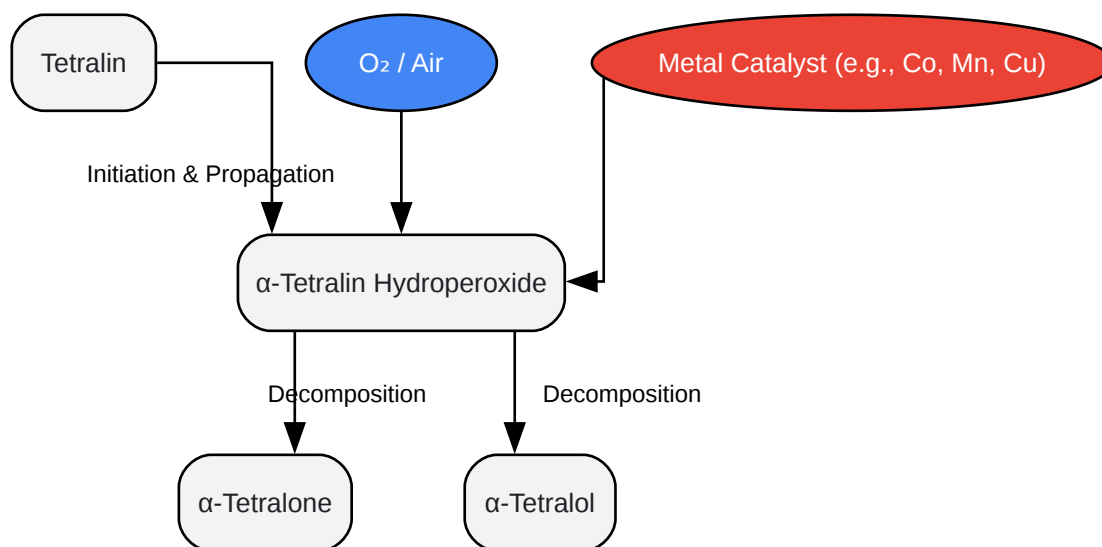 Tetralin
O₂ / Air
Metal Catalyst (e.g., Co, Mn, Cu)
Initiation & Propagation
α-Tetralin Hydroperoxide
Decomposition
Decomposition
α-Tetralone
α-Tetralol